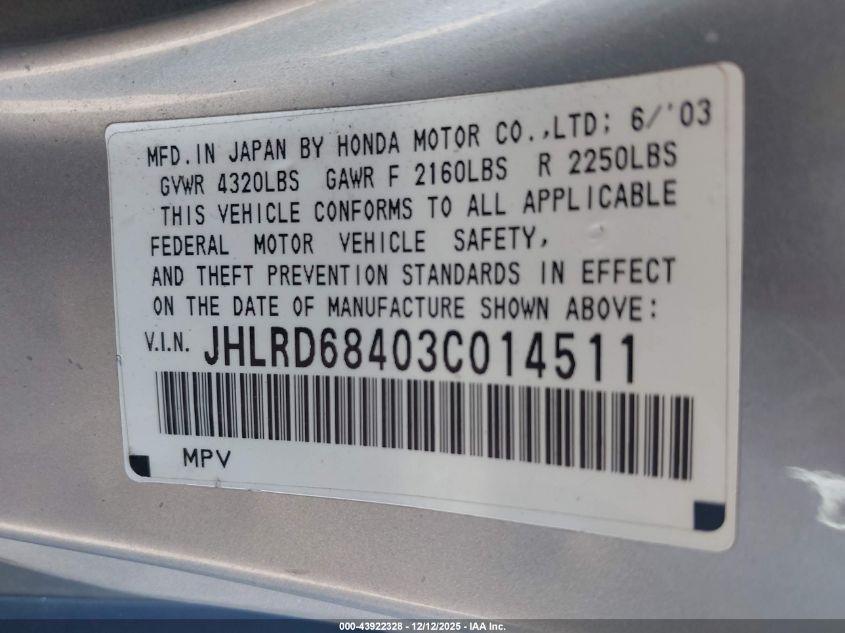 MFD. IN JAPAN BY HONDA MOTOR CO.,LTD; 6/'03
GVWR 4320LBS GAWR F 2160LBS R 2250LBS
THIS VEHICLE CONFORMS TO ALL APPLICABLE
FEDERAL MOTOR VEHICLE SAFETY,
AND THEFT PREVENTION STANDARDS IN EFFECT
ON THE DATE OF MANUFACTURE SHOWN ABOVE:
V.I.N. JHLRD68403C014511
MPV
000-43922328 - 12/12/2025 - IAA Inc.